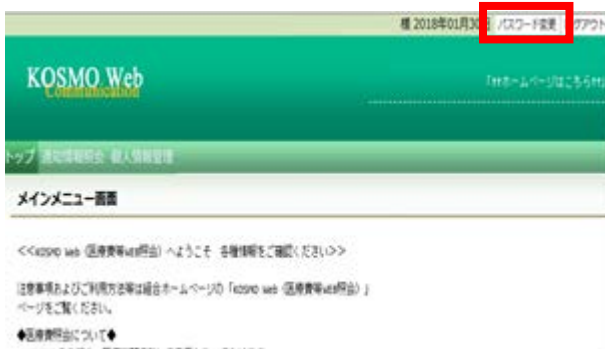 様 2018年01月30日 パスワード変更 ログアウト
KOSMO Web
Communication
トップ 通知情報照会 個人情報管理
メインメニュー画面
<<KOSMO Web（医療費等Web照会）へようこそ 各種情報をご確認ください>>
注意事項およびご利用方法等は組合ホームページの「KOSMO Web（医療費等Web照会）」
ページをご覧ください。
◆医療費照会について◆